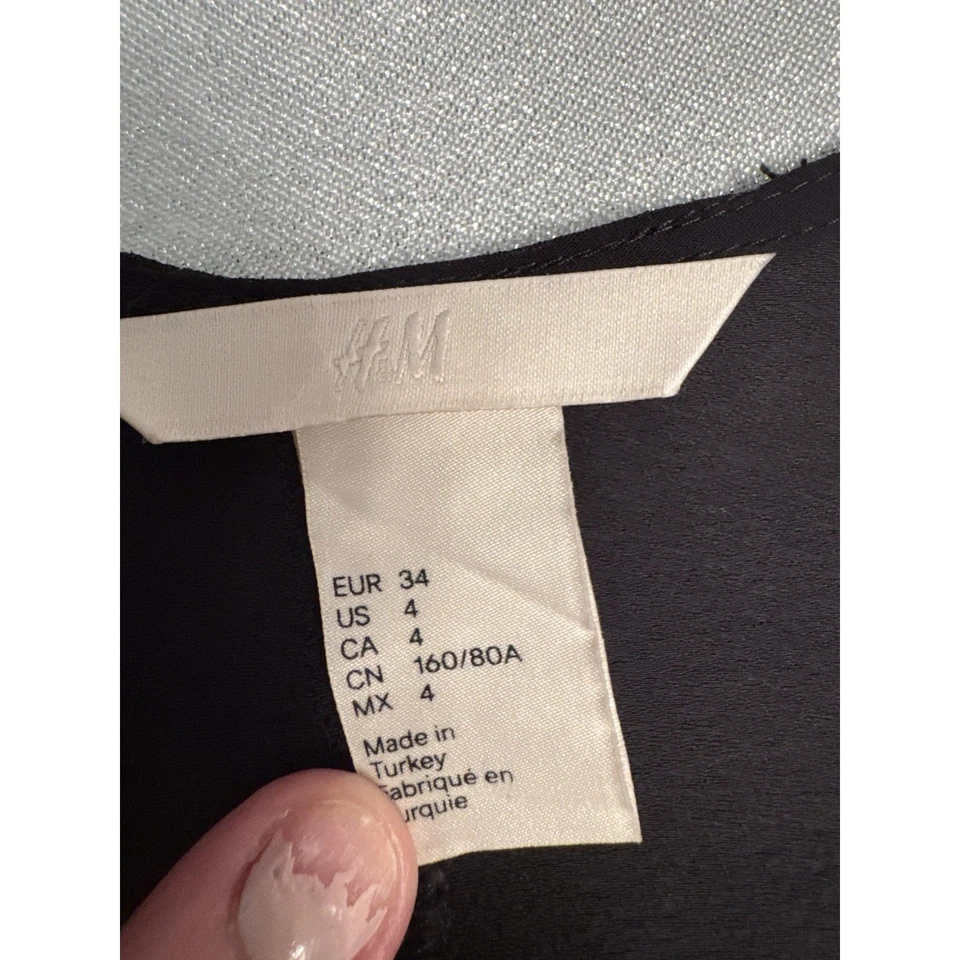 H&M
EUR 34
US 4
CA 4
CN 160/80A
MX 4
Made in
Turkey
Fabriqué en
urquie